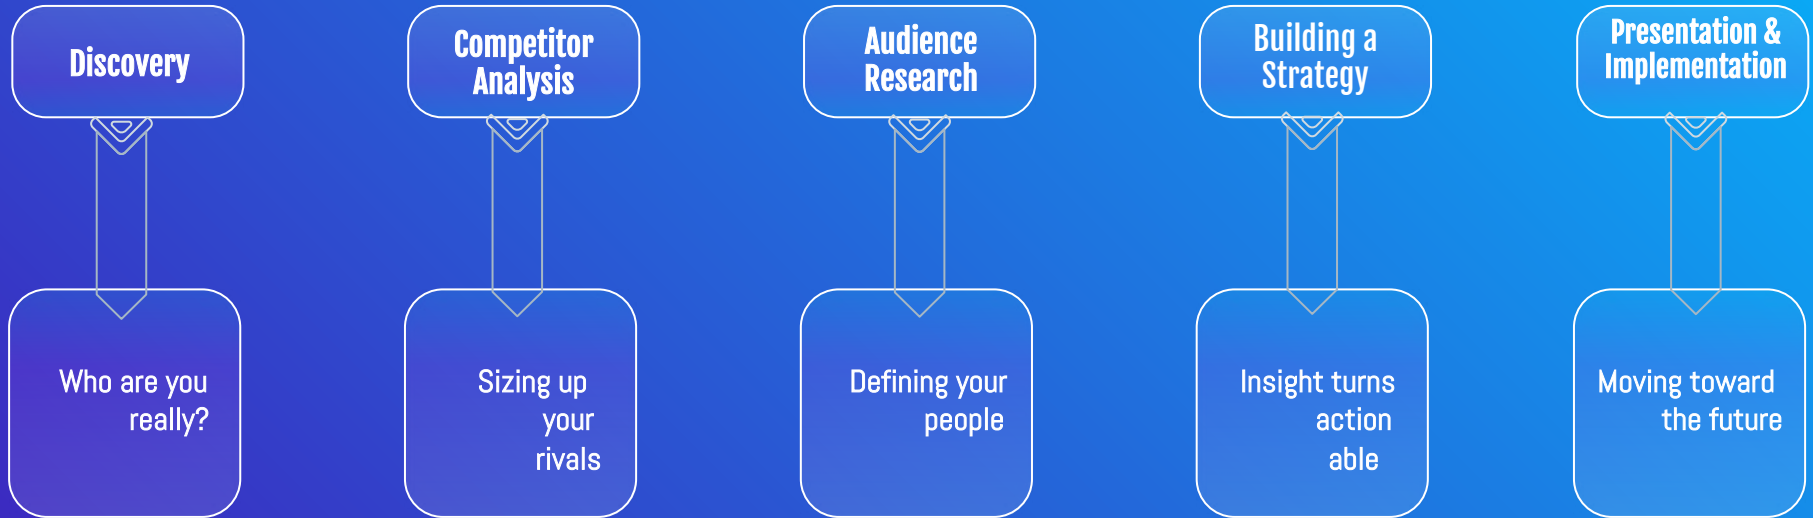 Discovery
Competitor
Analysis
Audience
Research
Building a
Strategy
Presentation &
Implementation
Who are you
really?
Sizing up
your
rivals
Defining your
people
Insight turns
action
able
Moving toward
the future